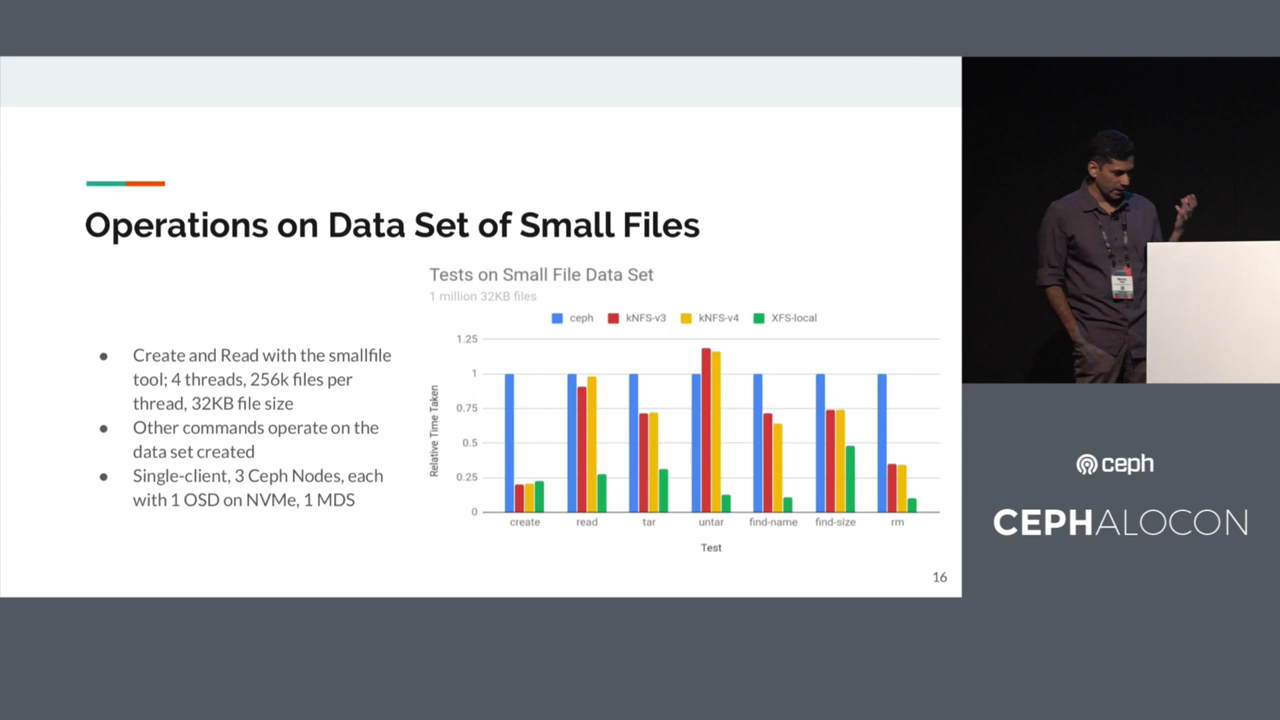 Operations on Data Set of Small Files
Tests on Small File Data Set
1 million 32KB files
ceph kNFS-v3 kNFS-v4 XFS-local
● Create and Read with the smallfile
tool; 4 threads, 256k files per
thread, 32KB file size
● Other commands operate on the
data set created
● Single-client, 3 Ceph Nodes, each
with 1 OSD on NVMe, 1 MDS
Relative Time Taken
1.25
1
0.75
0.5
0.25
0
create read tar untar find-name find-size rm
Test
16
ceph
CEPHALOCON